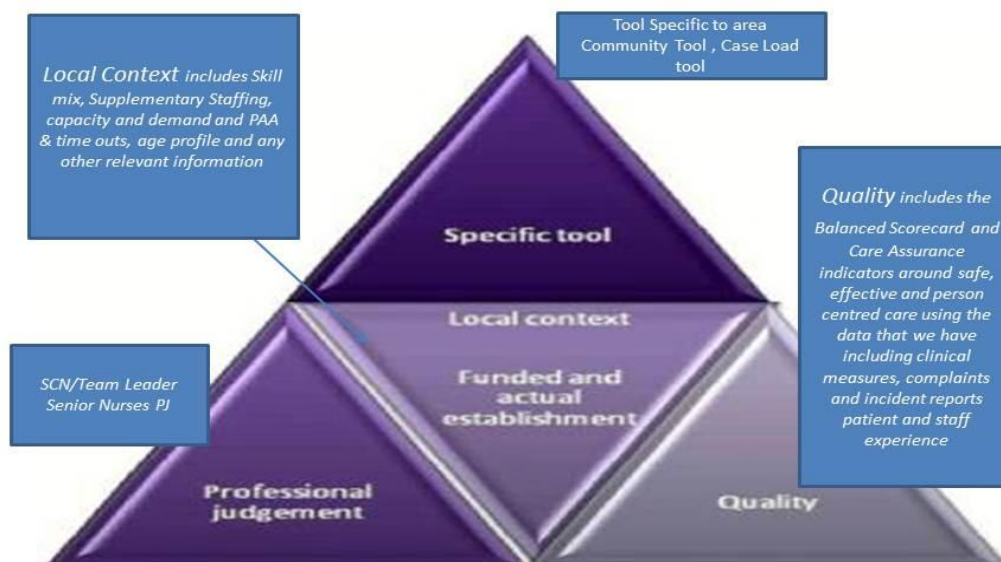 Tool Specific to area
Community Tool , Case Load
tool
Local Context includes Skill
mix, Supplementary Staffing,
capacity and demand and PAA
& time outs, age profile and any
other relevant information
Quality includes the
Balanced Scorecard and
Care Assurance
indicators around safe,
effective and person
centred care using the
data that we have
including clinical
measures, complaints
and incident reports
patient and staff
experience
Specific tool
Local context
Funded and
actual
establishment
SCN/Team Leader
Senior Nurses PJ
Professional
judgement
Quality